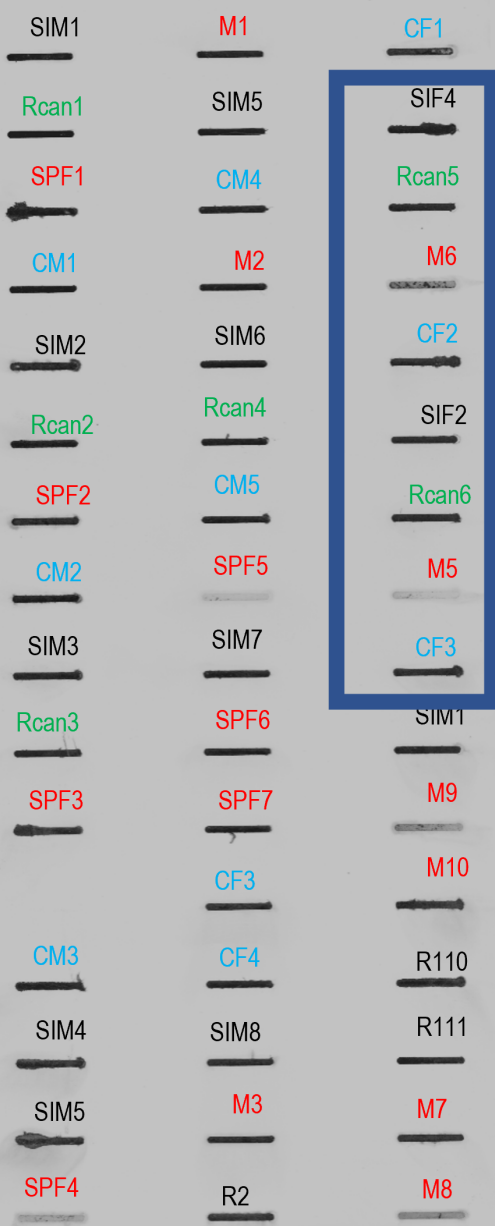 SIM1
M1
CF1
Rcan1
SIM5
SIF4
SPF1
CM4
Rcan5
CM1
M2
M6
SIM2
SIM6
CF2
Rcan2
Rcan4
SIF2
SPF2
CM5
Rcan6
CM2
SPF5
M5
SIM3
SIM7
CF3
Rcan3
SPF6
SIM1
SPF3
SPF7
M9
CF3
M10
CM3
CF4
R110
SIM4
SIM8
R111
SIM5
M3
M7
SPF4
R2
M8